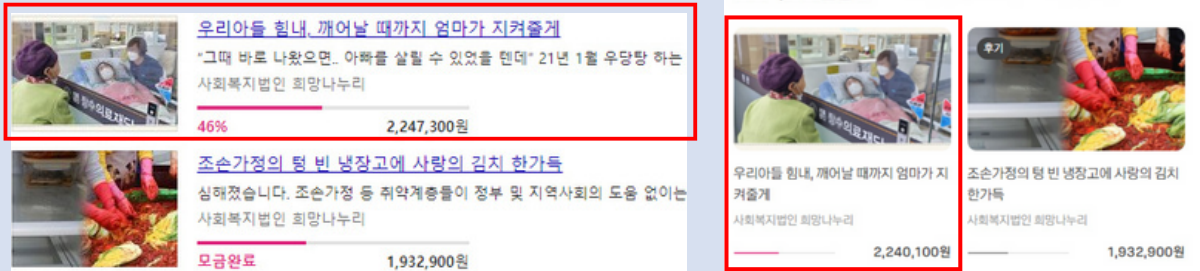 우리아들 힘내, 깨어날 때까지 엄마가 지켜줄게
"그때 바로 나왔으면.. 아빠를 살릴 수 있었을 텐데" 21년 1월 우당탕 하는
사회복지법인 희망나누리
46% 2,247,300원
조손가정의 텅 빈 냉장고에 사랑의 김치 한가득
심해졌습니다. 조손가정 등 취약계층들이 정부 및 지역사회의 도움 없이는
사회복지법인 희망나누리
모금완료 1,932,900원
우리아들 힘내, 깨어날 때까지 엄마가 지
켜줄게
사회복지법인 희망나누리
2,240,100원
후기
조손가정의 텅 빈 냉장고에 사랑의 김치
한가득
사회복지법인 희망나누리
1,932,900원